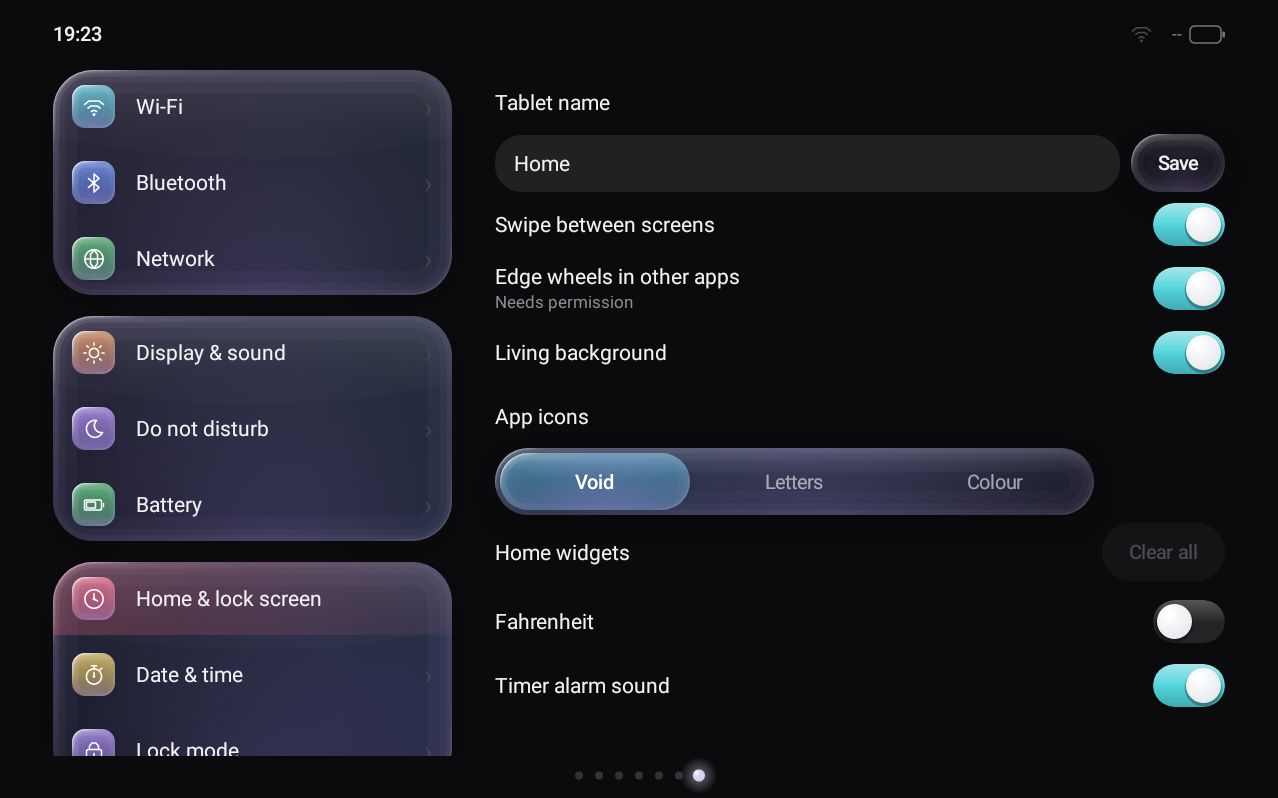 19:23
--
Wi-Fi
Bluetooth
Network
Display & sound
Do not disturb
Battery
Home & lock screen
Date & time
Lock mode
Tablet name
Home
Save
Swipe between screens
Edge wheels in other apps
Needs permission
Living background
App icons
Void
Letters
Colour
Home widgets
Clear all
Fahrenheit
Timer alarm sound